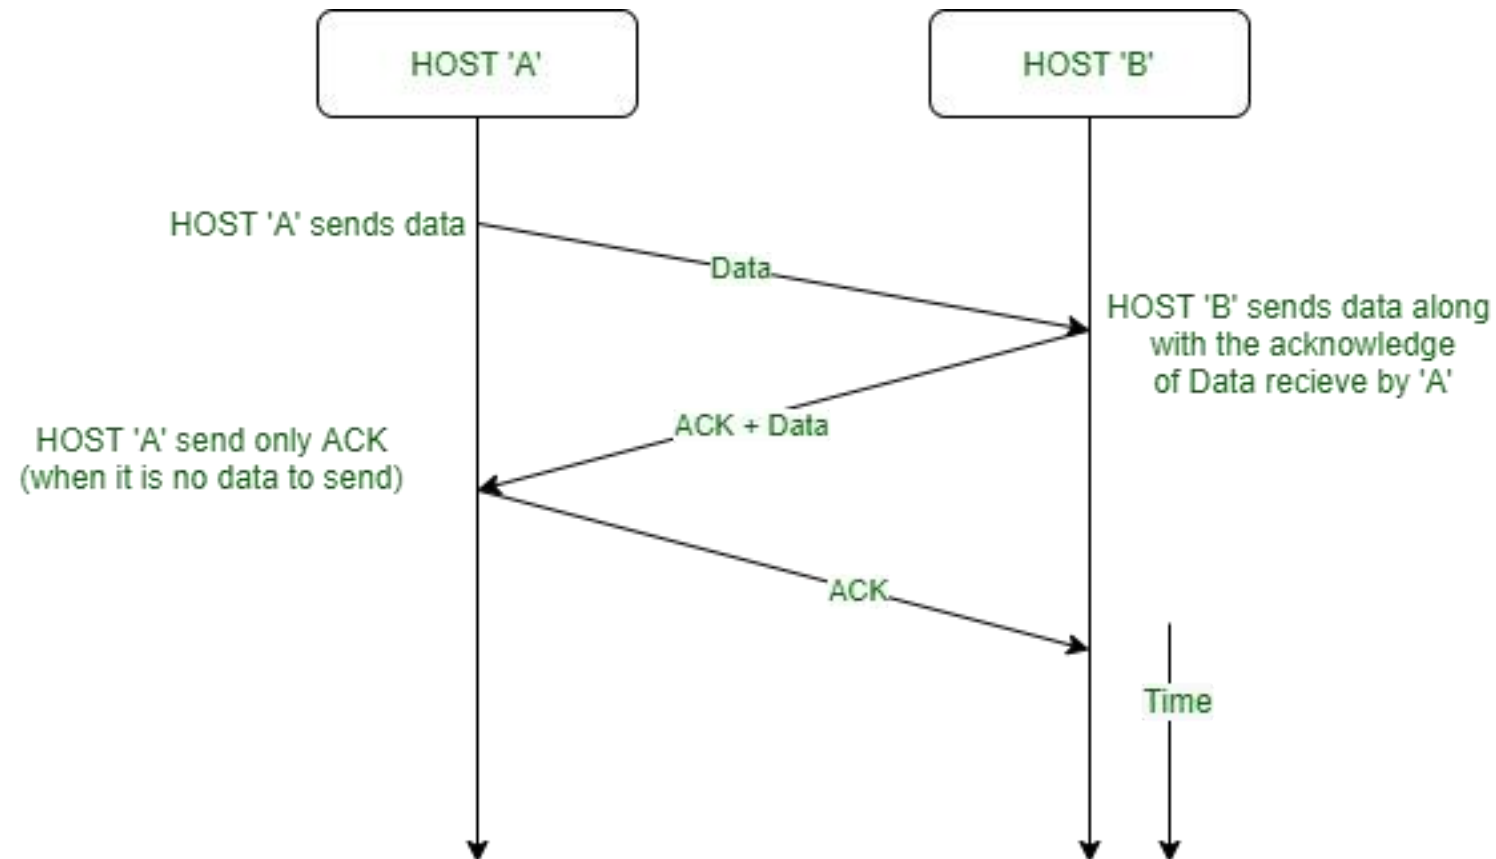 HOST 'A'
HOST 'B'
HOST 'A' sends data
Data
HOST 'B' sends data along
with the acknowledge
of Data recieve by 'A'
ACK + Data
HOST 'A' send only ACK
(when it is no data to send)
ACK
Time